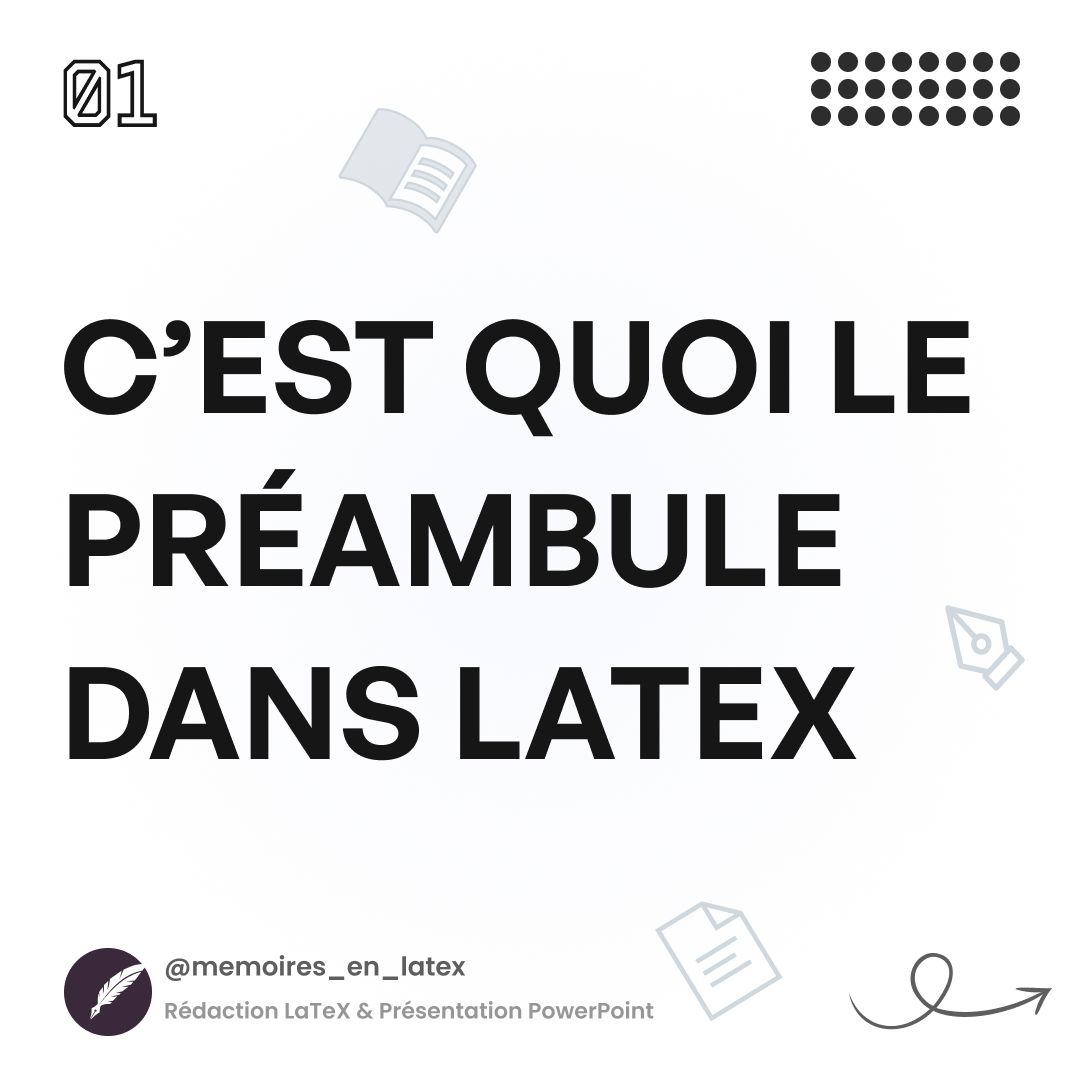 01
C’EST QUOI LE
PRÉAMBULE
DANS LATEX
@memoires_en_latex
Rédaction LaTeX & Présentation PowerPoint